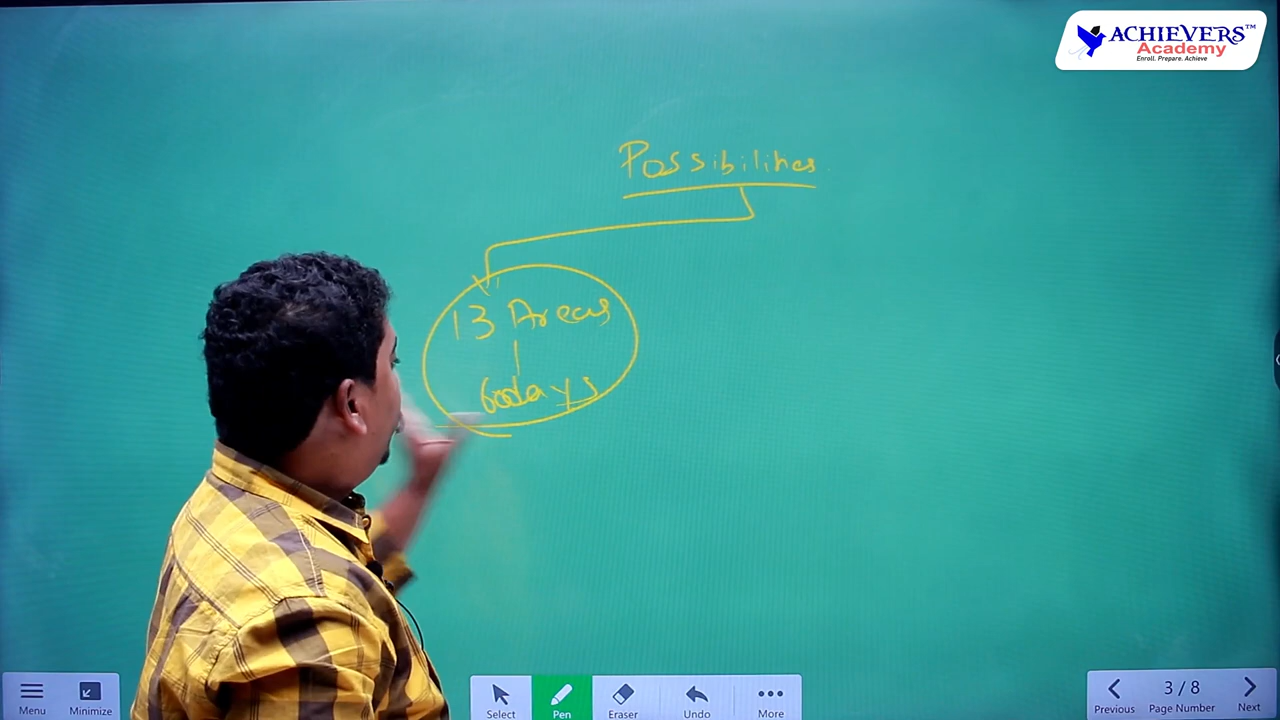 ACHIEVERS™
Academy
Enroll. Prepare. Achieve
Possibilities
13 Areas
60days
Menu
Minimize
Select
Pen
Eraser
Undo
More
Previous
3 / 8
Page Number
Next